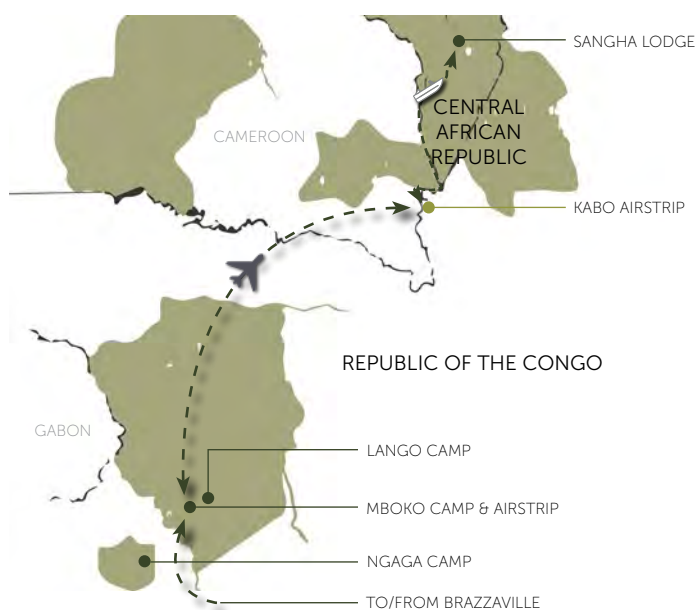 SANGHA LODGE
CENTRAL
AFRICAN
REPUBLIC
CAMEROON
KABO AIRSTRIP
REPUBLIC OF THE CONGO
GABON
LANGO CAMP
MBOKO CAMP & AIRSTRIP
NGAGA CAMP
TO/FROM BRAZZAVILLE